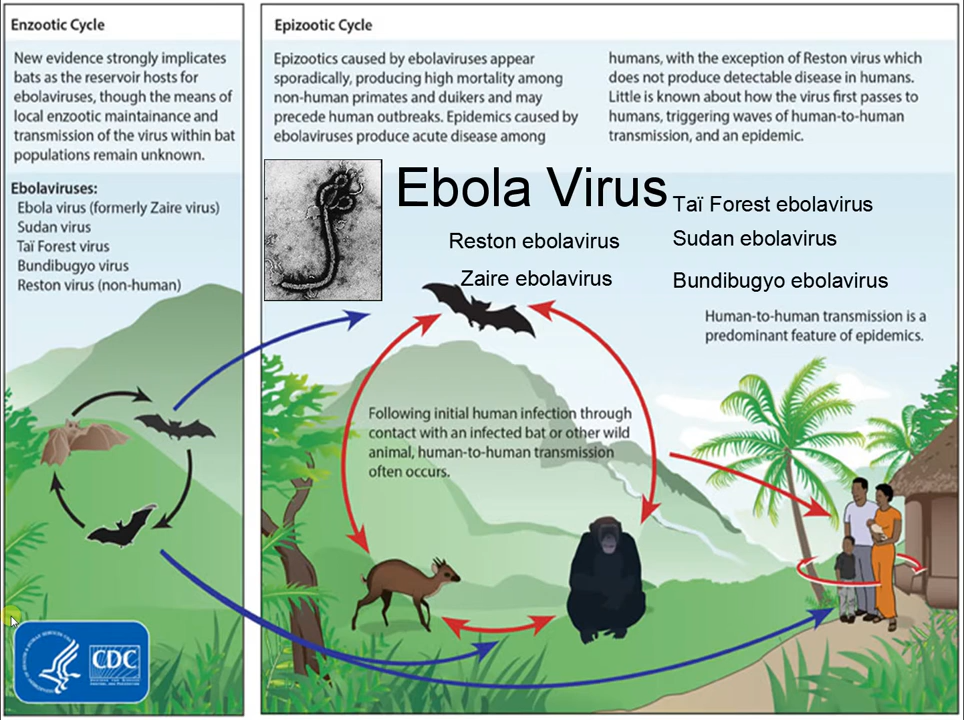 Enzootic Cycle
New evidence strongly implicates
bats as the reservoir hosts for
ebolaviruses, though the means of
local enzootic maintainance and
transmission of the virus within bat
populations remain unknown.
Ebolaviruses:
Ebola virus (formerly Zaire virus)
Sudan virus
Taï Forest virus
Bundibugyo virus
Reston virus (non-human)
Epizootic Cycle
Epizootics caused by ebolaviruses appear
sporadically, producing high mortality among
non-human primates and duikers and may
precede human outbreaks. Epidemics caused by
ebolaviruses produce acute disease among
humans, with the exception of Reston virus which
does not produce detectable disease in humans.
Little is known about how the virus first passes to
humans, triggering waves of human-to-human
transmission, and an epidemic.
Ebola Virus
Taï Forest ebolavirus
Reston ebolavirus
Sudan ebolavirus
Zaire ebolavirus
Bundibugyo ebolavirus
Human-to-human transmission is a
predominant feature of epidemics.
Following initial human infection through
contact with an infected bat or other wild
animal, human-to-human transmission
often occurs.
CDC